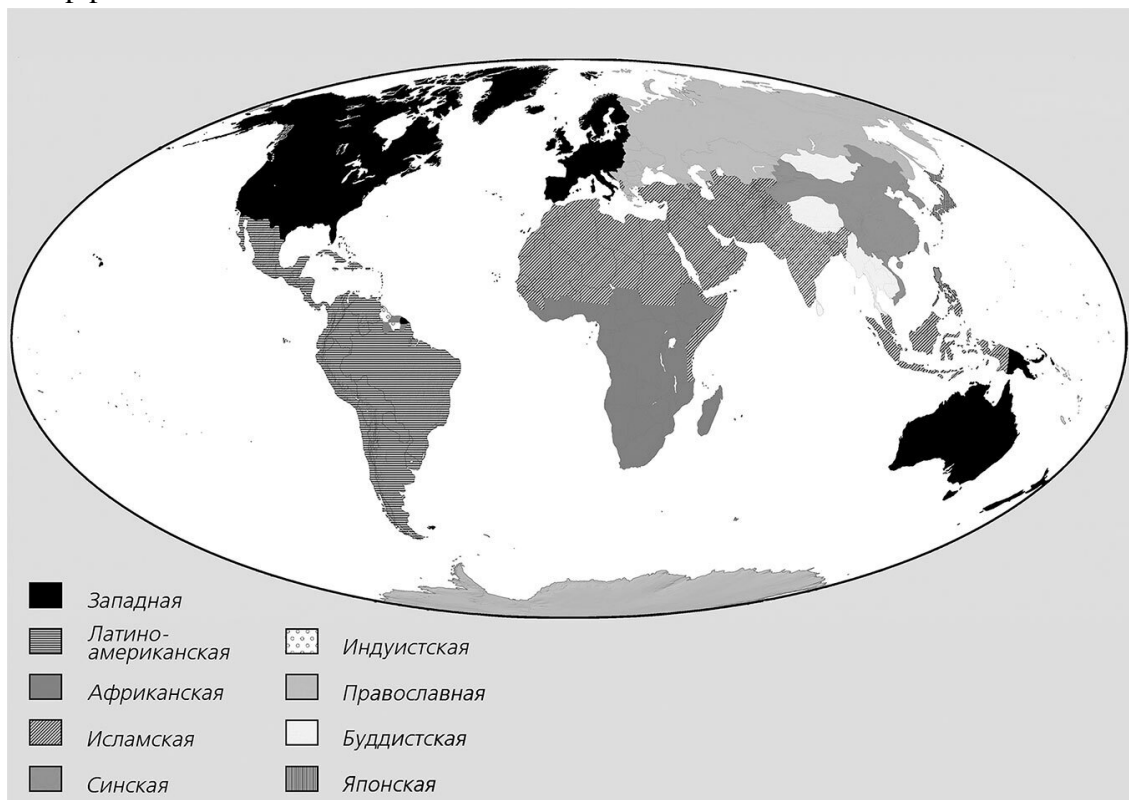 Западная
Латино-
американская
Африканская
Исламская
Синская
Индуистская
Православная
Буддистская
Японская